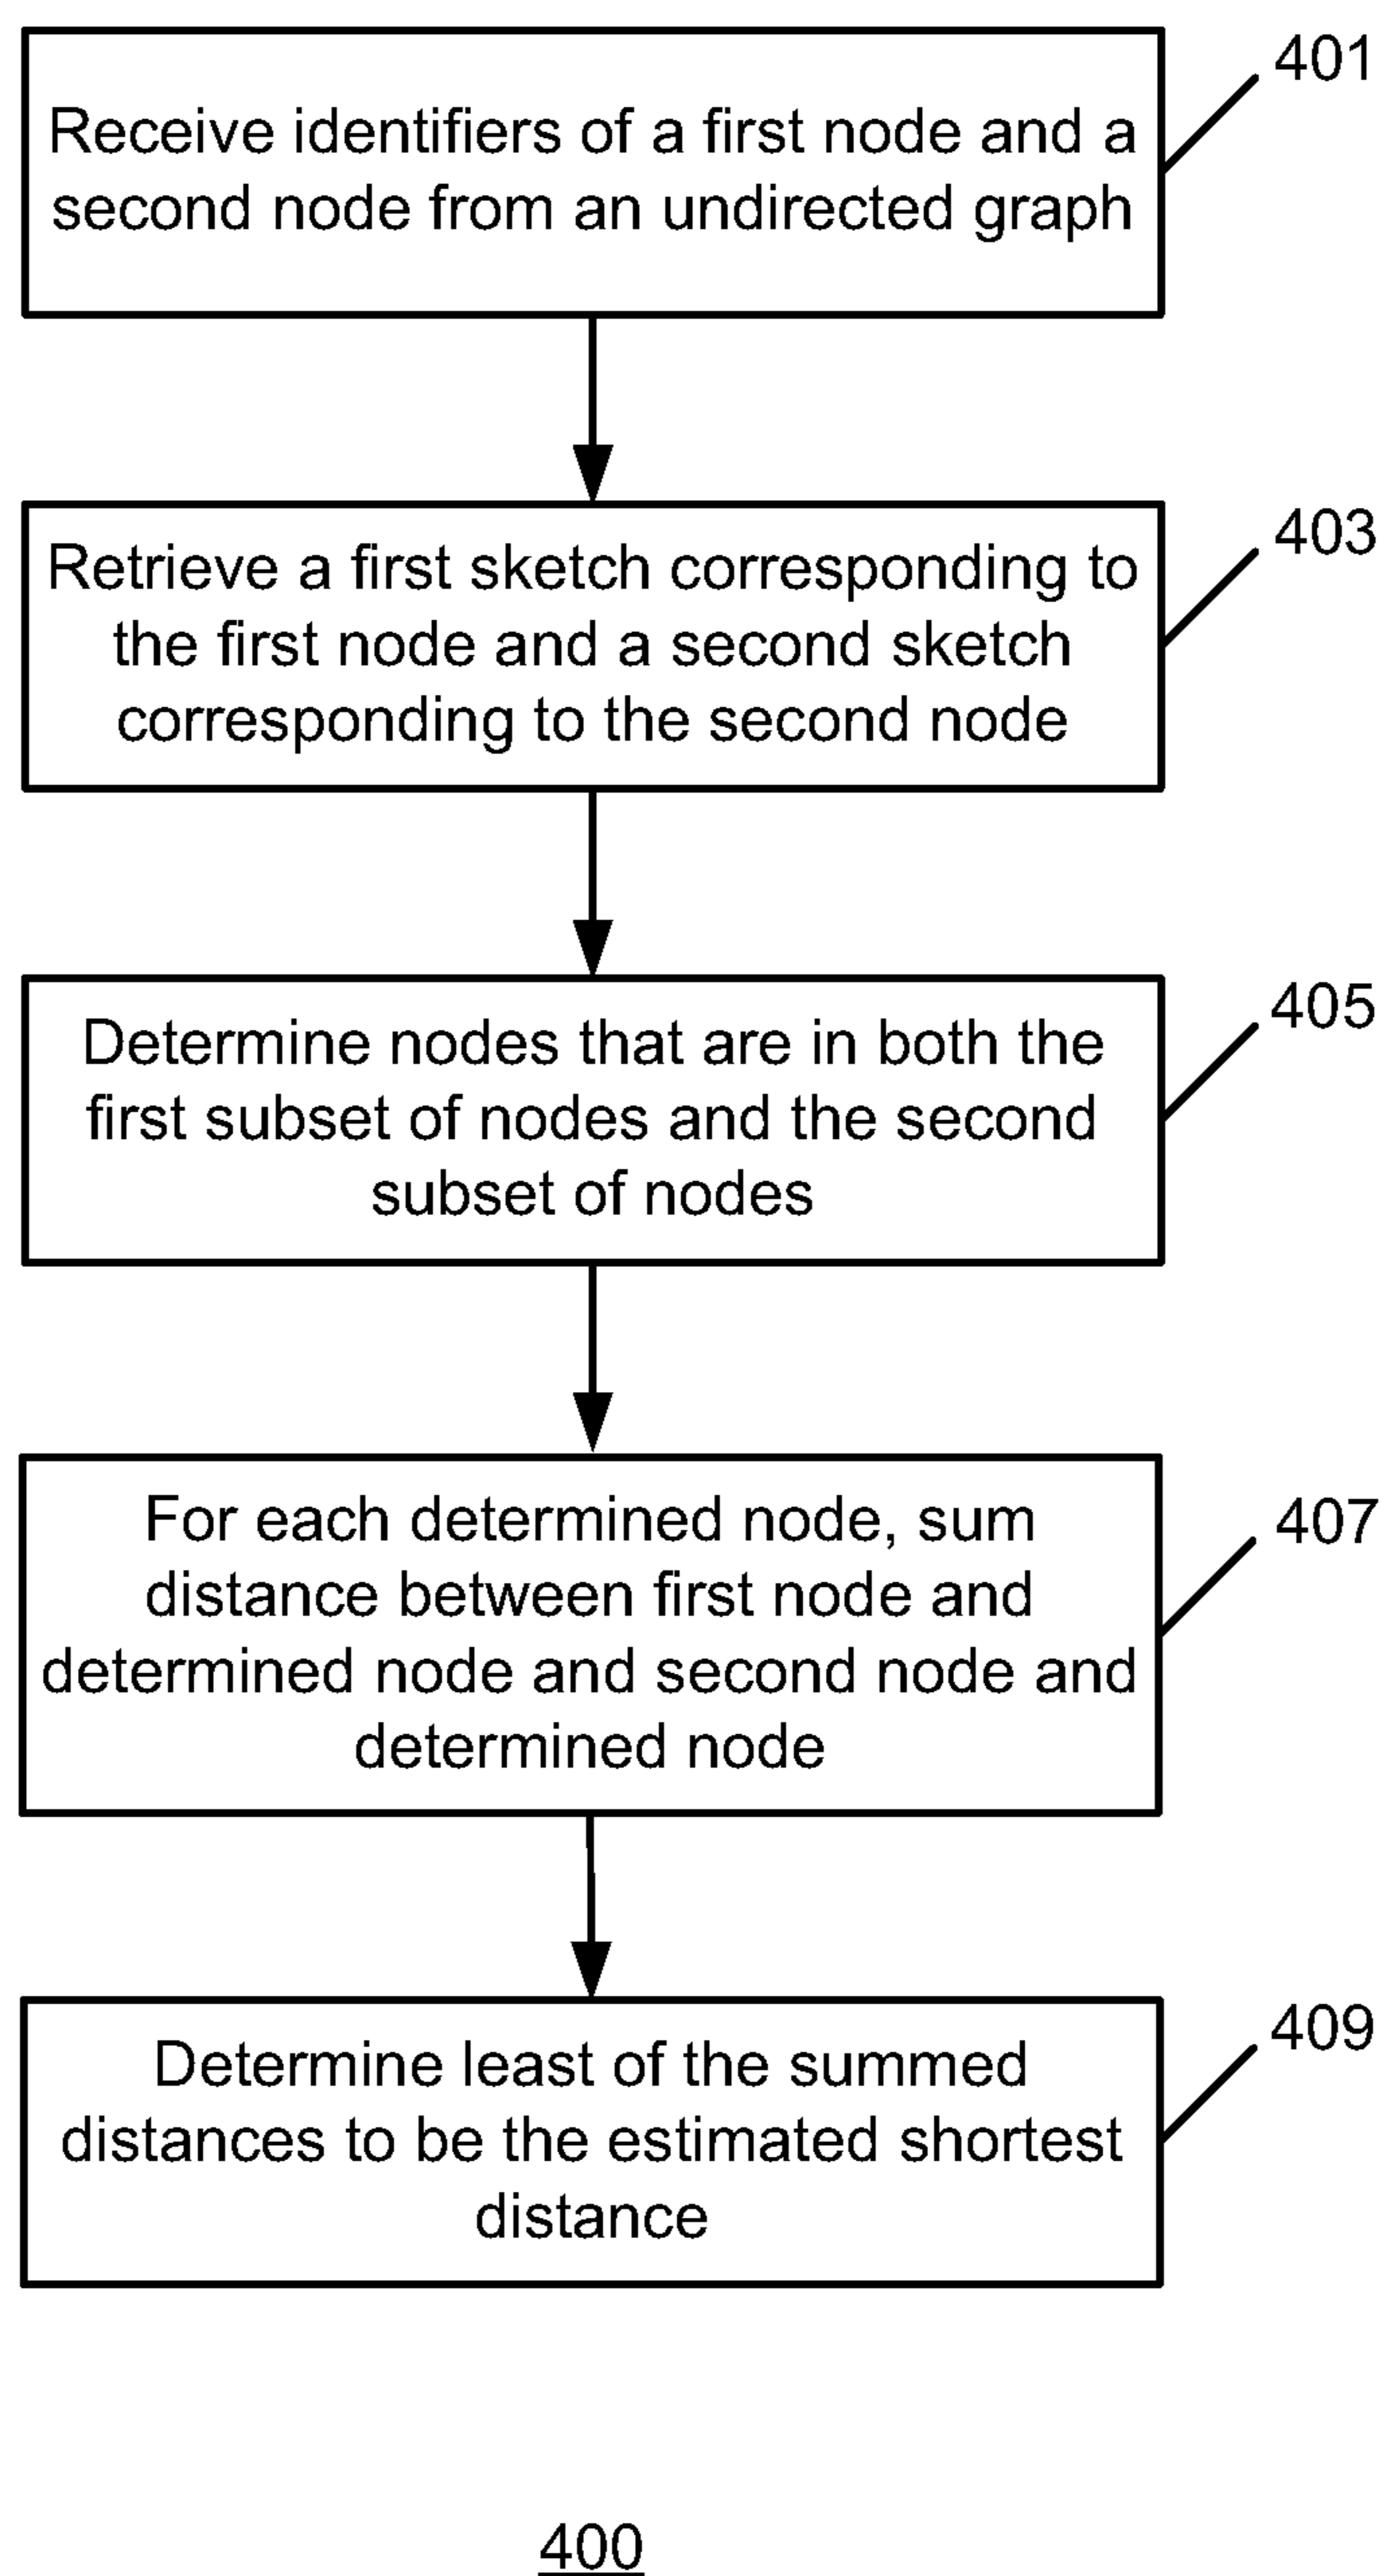 401
Receive identifiers of a first node and a
second node from an undirected graph
403
Retrieve a first sketch corresponding to
the first node and a second sketch
corresponding to the second node
405
Determine nodes that are in both the
first subset of nodes and the second
subset of nodes
407
For each determined node, sum
distance between first node and
determined node and second node and
determined node
409
Determine least of the summed
distances to be the estimated shortest
distance
400